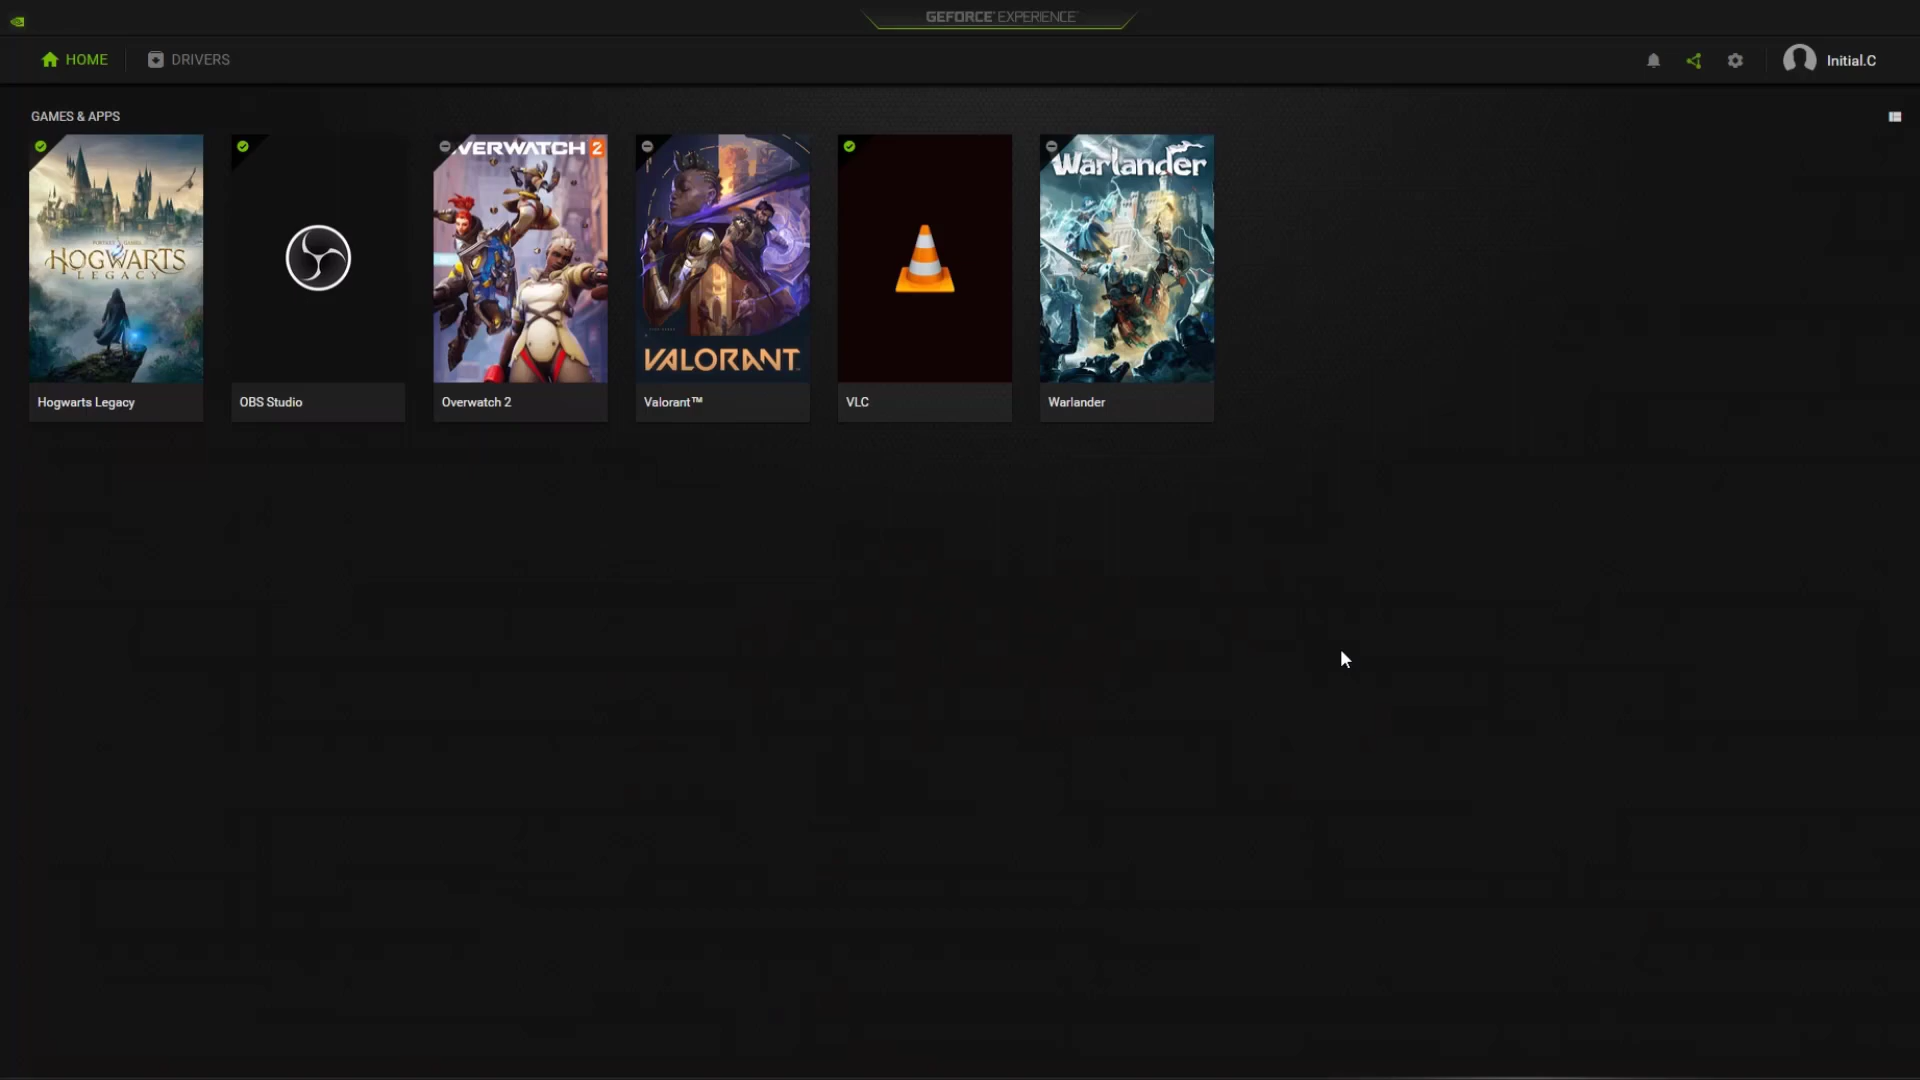 GEFORCE EXPERIENCE
HOME
DRIVERS
Initial.C
GAMES & APPS
HOGWARTS
LEGACY
VERWATCH 2
VALORANT
Warlander
Hogwarts Legacy
OBS Studio
Overwatch 2
Valorant™
VLC
Warlander